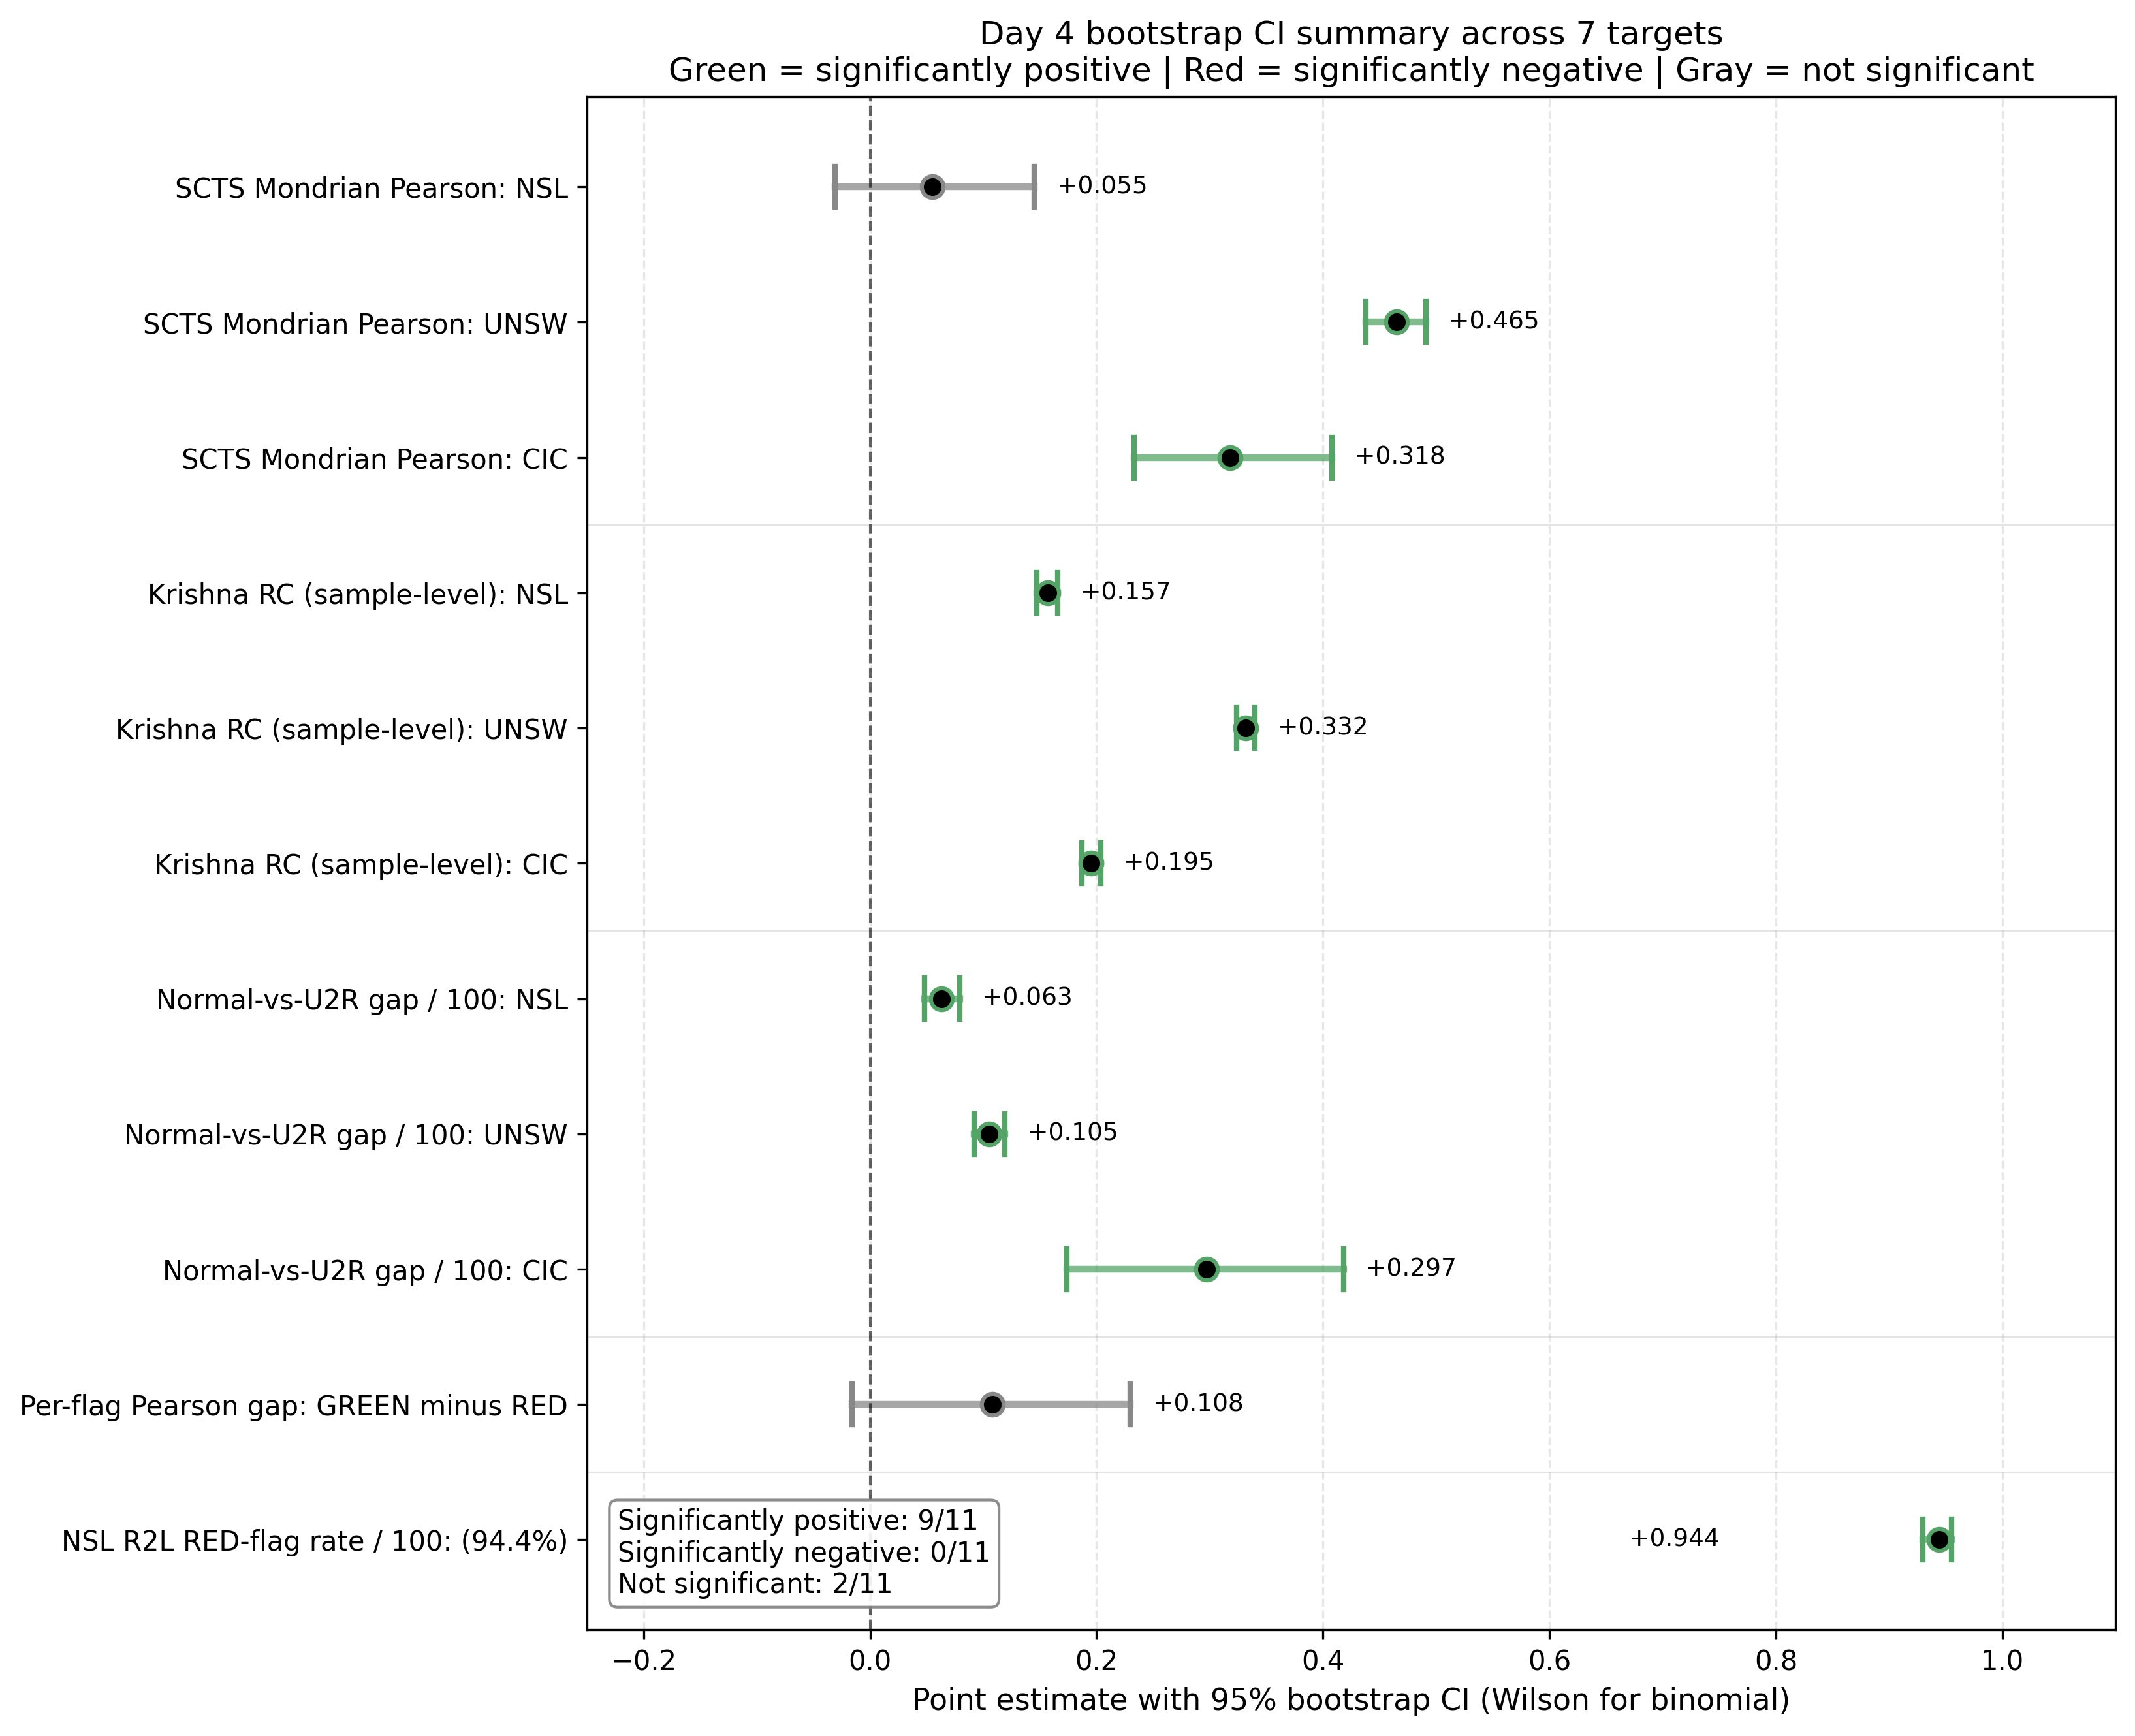 Day 4 bootstrap CI summary across 7 targets
Green = significantly positive | Red = significantly negative | Gray = not significant
SCTS Mondrian Pearson: NSL
+0.055
SCTS Mondrian Pearson: UNSW
+0.465
SCTS Mondrian Pearson: CIC
+0.318
Krishna RC (sample-level): NSL
+0.157
Krishna RC (sample-level): UNSW
+0.332
Krishna RC (sample-level): CIC
+0.195
Normal-vs-U2R gap / 100: NSL
+0.063
Normal-vs-U2R gap / 100: UNSW
+0.105
Normal-vs-U2R gap / 100: CIC
+0.297
Per-flag Pearson gap: GREEN minus RED
+0.108
NSL R2L RED-flag rate / 100: (94.4%)
+0.944
Significantly positive: 9/11
Significantly negative: 0/11
Not significant: 2/11
−0.2 0.0 0.2 0.4 0.6 0.8 1.0
Point estimate with 95% bootstrap CI (Wilson for binomial)